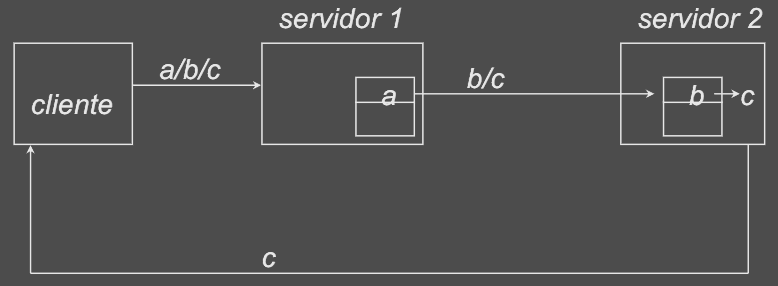 servidor 1
servidor 2
cliente
a/b/c
a
b/c
b
c
c